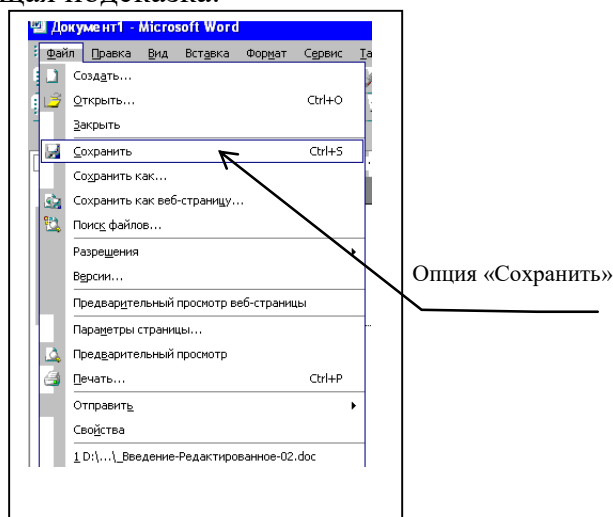 щая подсказка.
Документ1 - Microsoft Word
Файл Правка Вид Вставка Формат Сервис Та
Создать...
Открыть... Ctrl+O
Закрыть
Сохранить Ctrl+S
Сохранить как...
Сохранить как веб-страницу...
Поиск файлов...
Разрешения
Версии...
Опция «Сохранить»
Предварительный просмотр веб-страницы
Параметры страницы...
Предварительный просмотр
Печать... Ctrl+P
Отправить
Свойства
1 D:\...\_Введение-Редактированное-02.doc